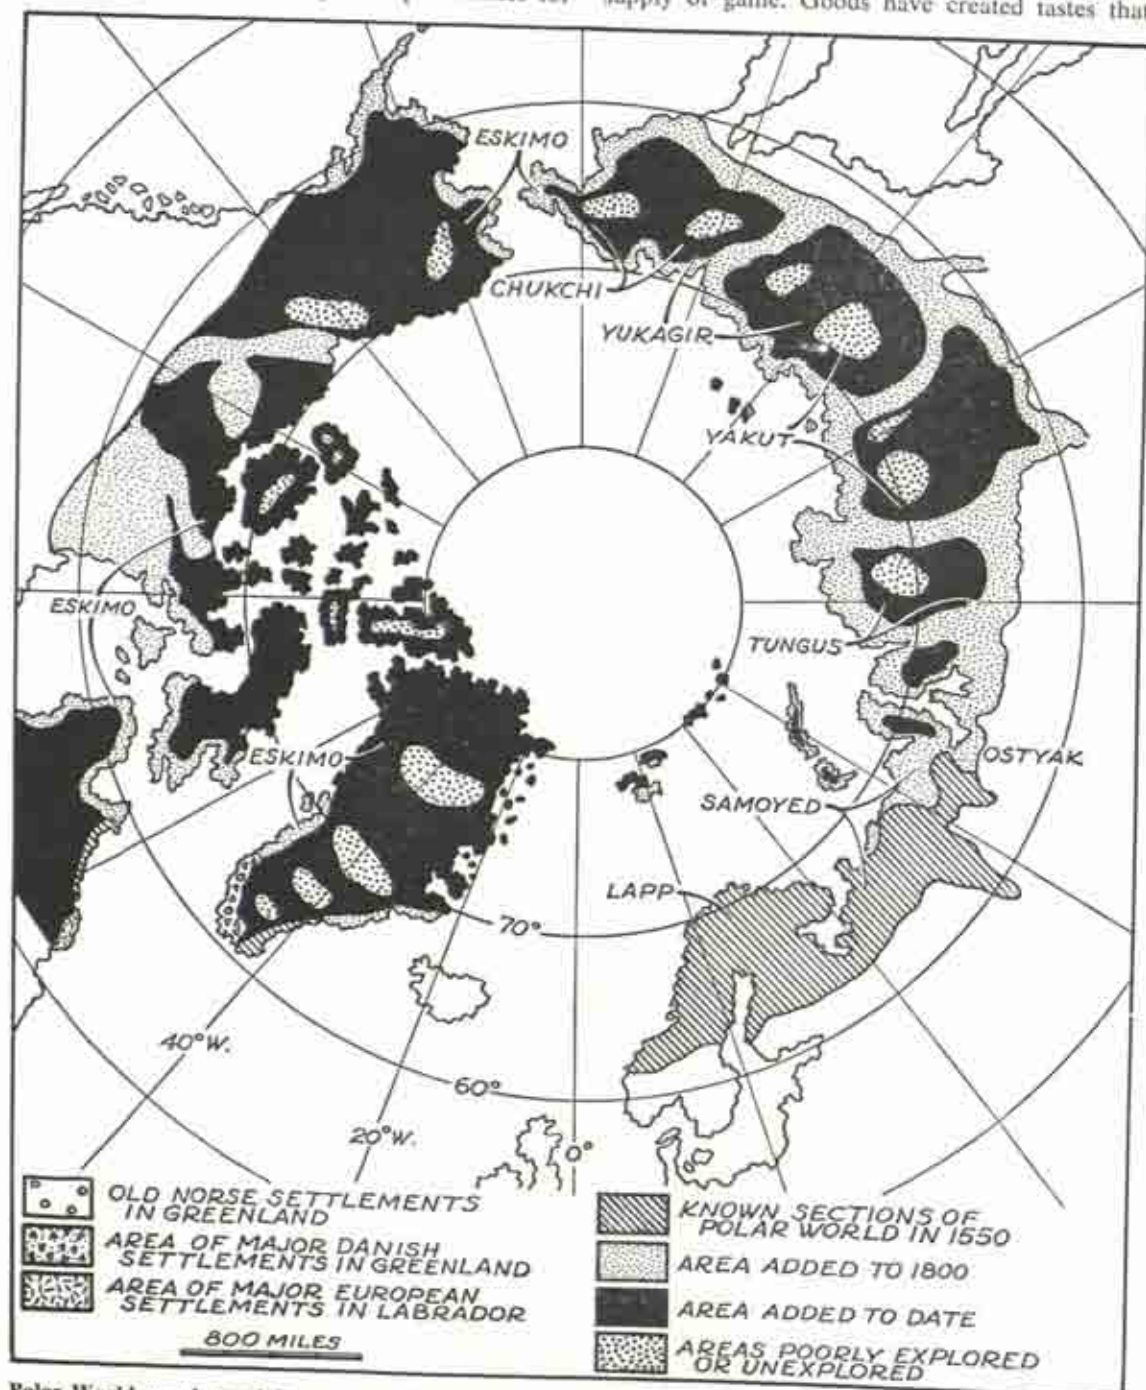 supply of game. Goods have created tastes that
ESKIMO
CHUKCHI
YUKAGIR
YAKUT
ESKIMO
TUNGUS
ESKIMO
OSTYAK
SAMOYED
LAPP
70°
40°W.
60°
20°W.
0°
OLD NORSE SETTLEMENTS
IN GREENLAND
AREA OF MAJOR DANISH
SETTLEMENTS IN GREENLAND
AREA OF MAJOR EUROPEAN
SETTLEMENTS IN LABRADOR
800 MILES
KNOWN SECTIONS OF
POLAR WORLD IN 1550
AREA ADDED TO 1800
AREA ADDED TO DATE
AREAS POORLY EXPLORED
OR UNEXPLORED